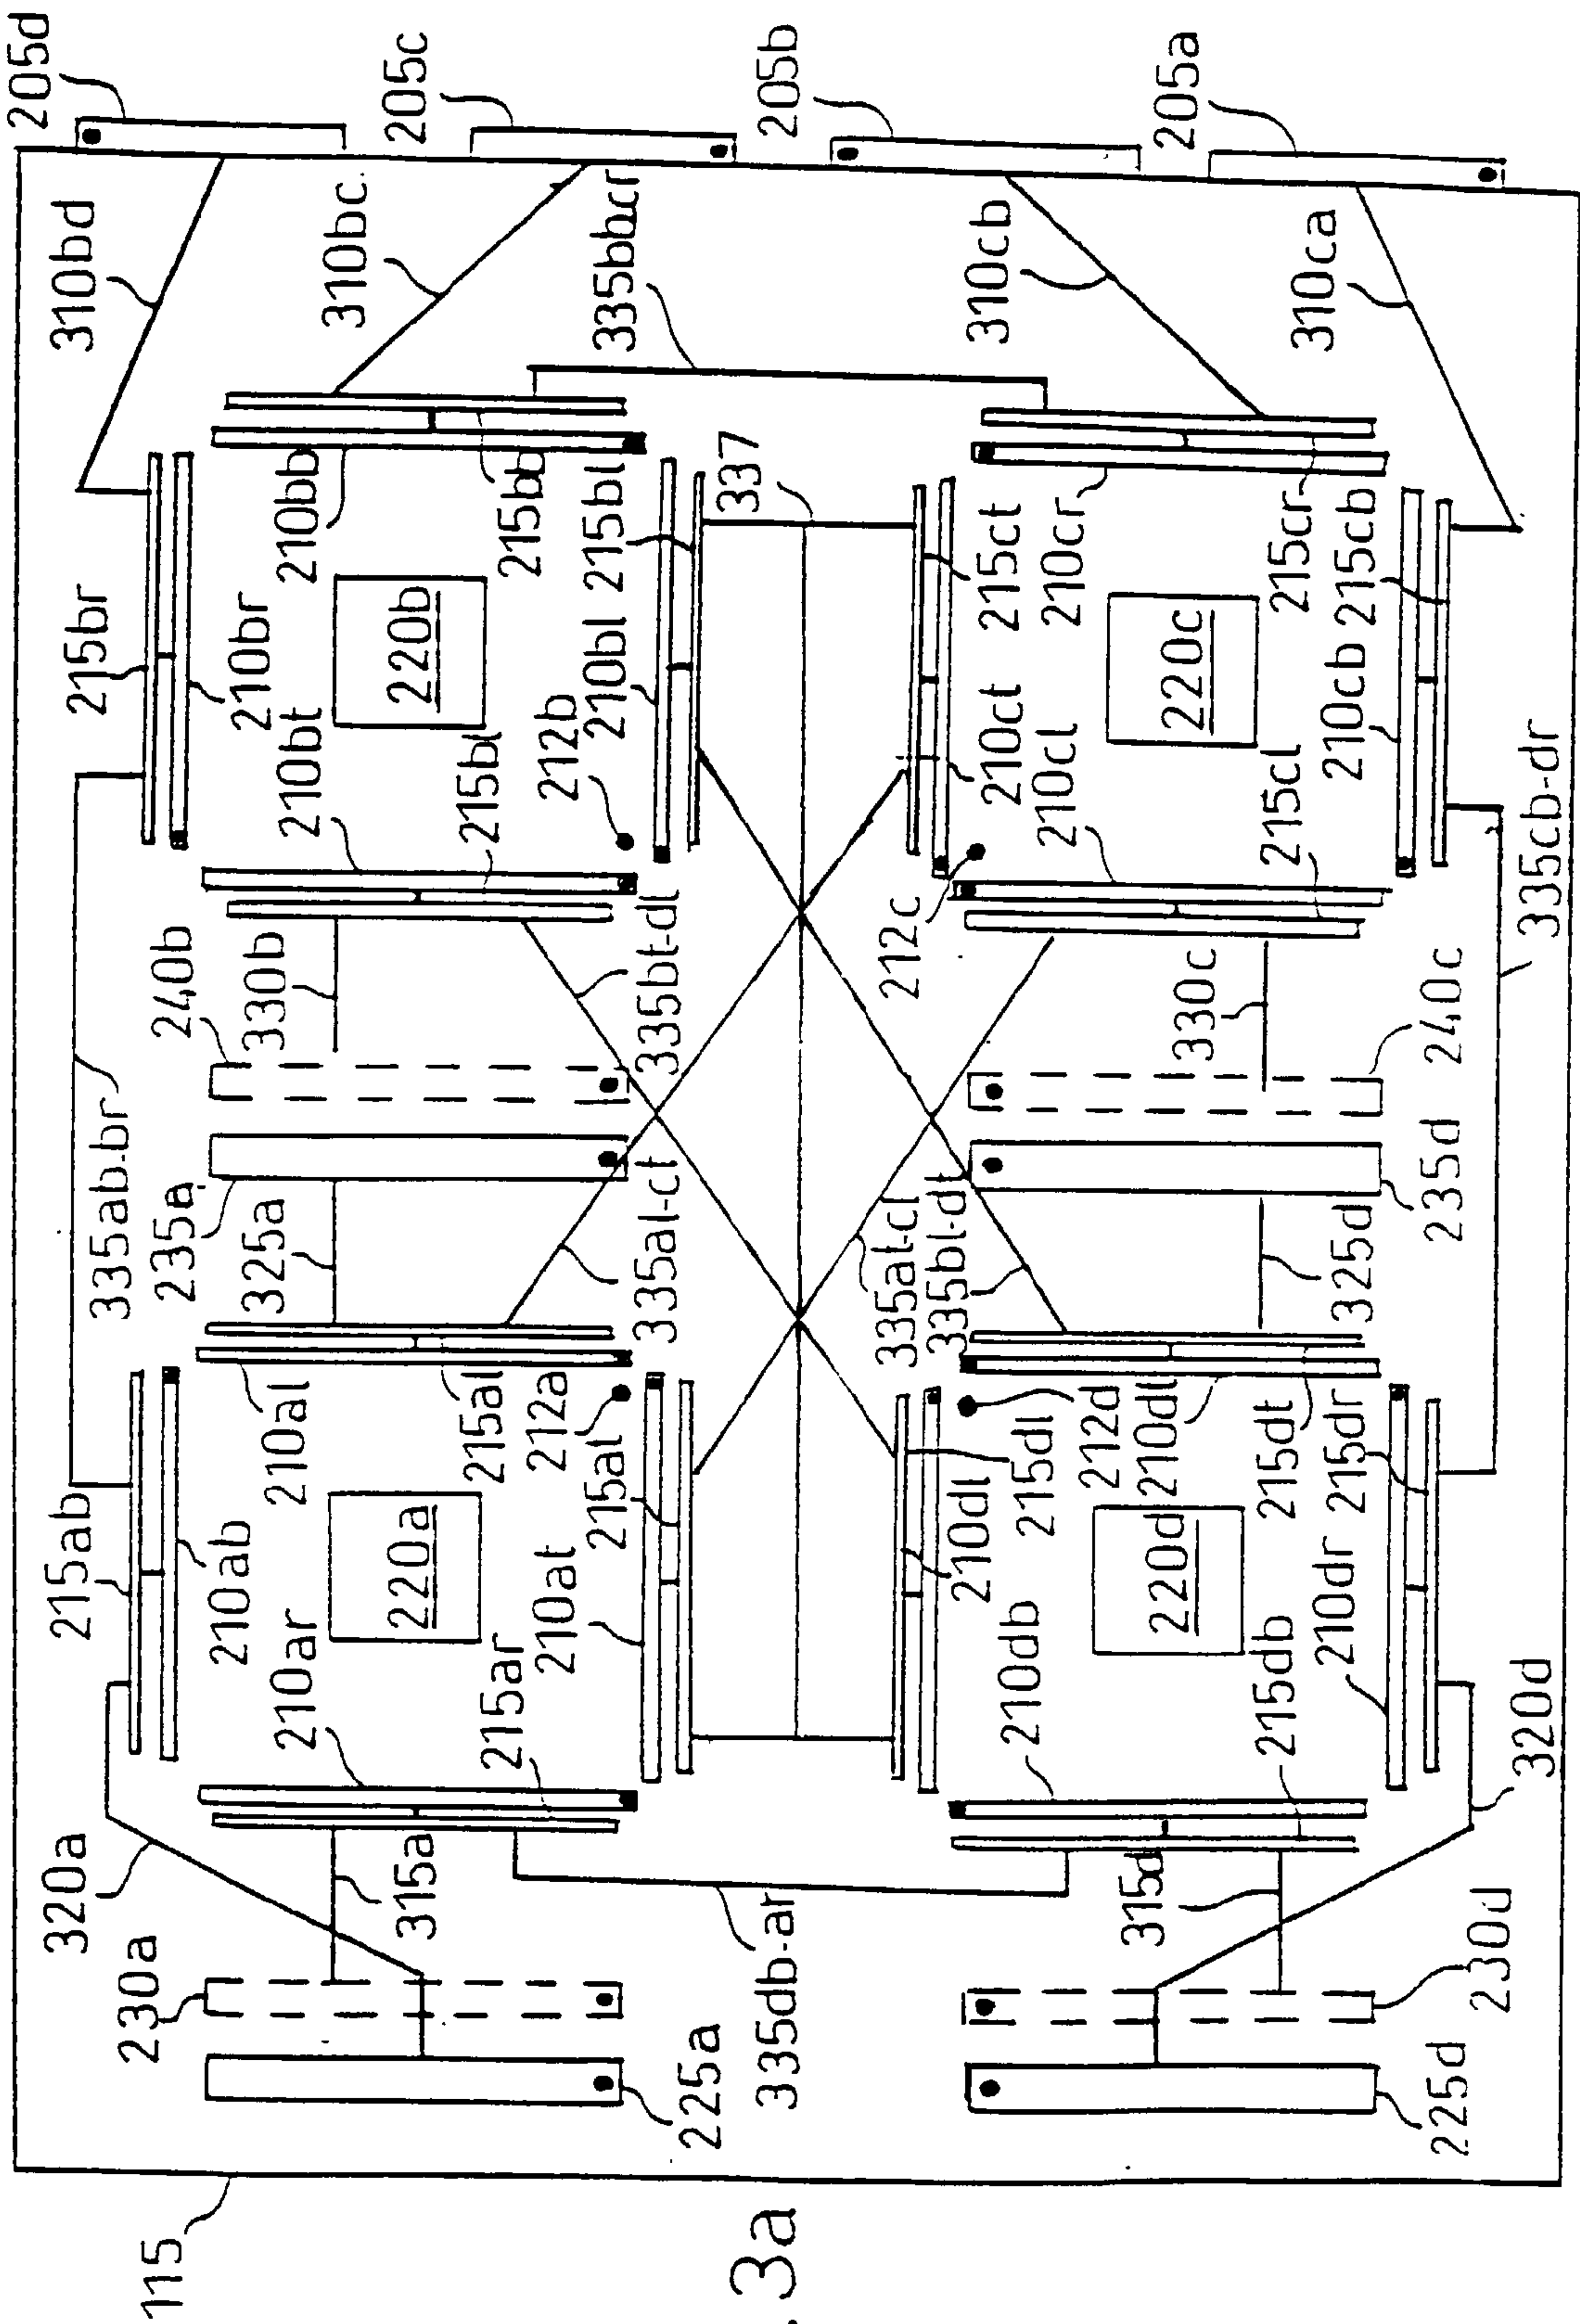 115
. 3a
225a
230a
320a
315a
335db-ar
225d
230d
320d
315d
215ab
210ab
210ar
215ar
220a
210at
215at
210al
215al
212a
335ab-br
235a
325a
335al-ct
240b
330b
335bt-dl
210db
215db
220d
210dl
215dl
212d
210dt
215dt
210dr
215dr
335at-cl
335bl-dt
325d
235d
330c
240c
335cb-dr
215br
210br
210bt
215bl
220b
212b
210bl
215bl
210bb
215bb
337
212c
210ct
215ct
210cl
215cl
220c
210cr
215cr
210cb
215cb
310bd
310bc
335bbcr
310cb
310ca
205d
205c
205b
205a